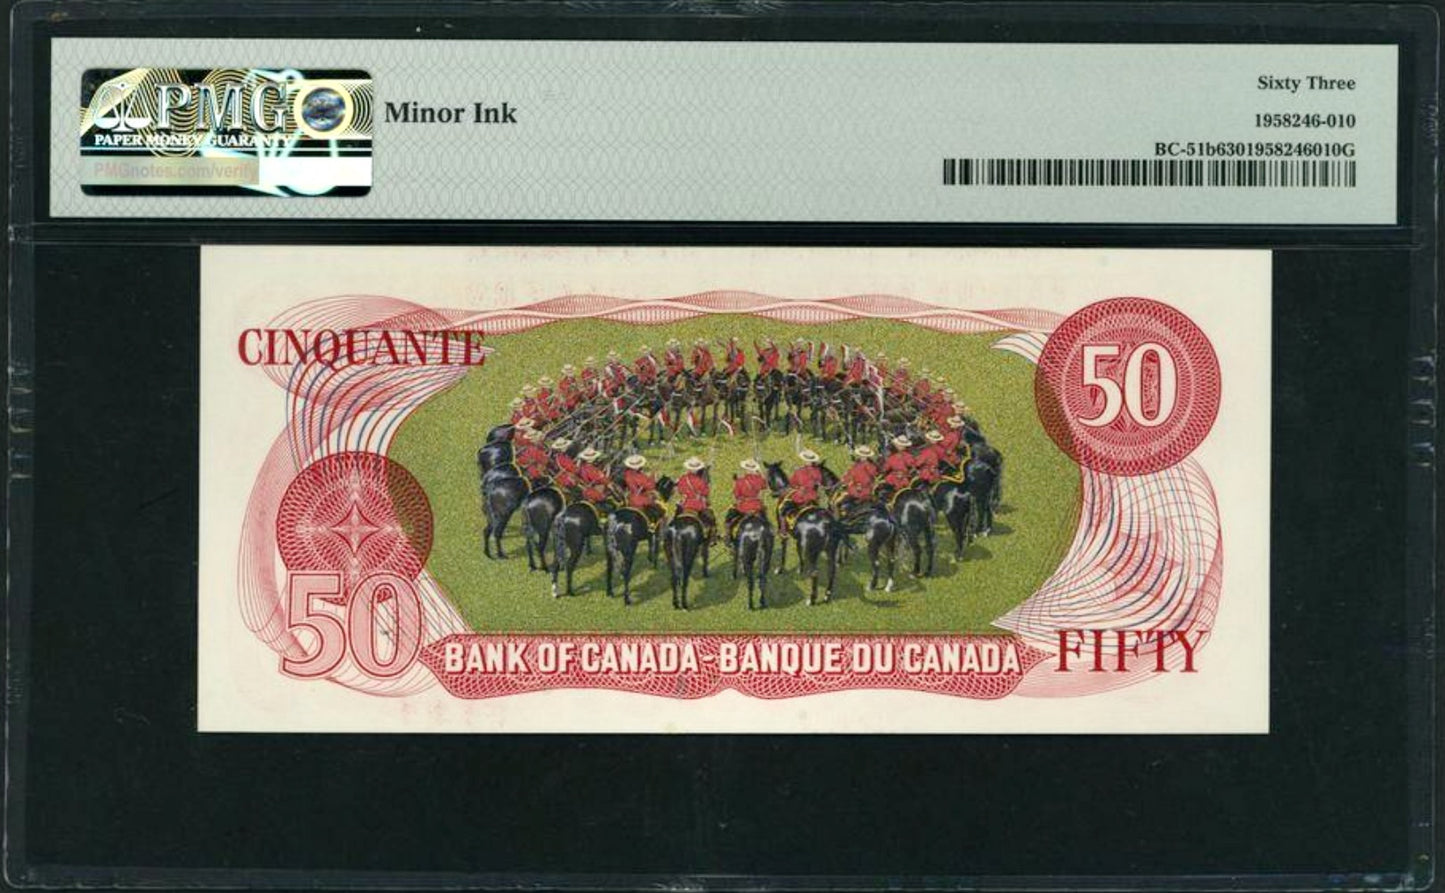 PMG
PAPER MONEY GUARANTY
PMGnotes.com/verify
Minor Ink
Sixty Three
1958246-010
BC-51b6301958246010G
CINQUANTE
50
50
BANK OF CANADA-BANQUE DU CANADA
FIFTY